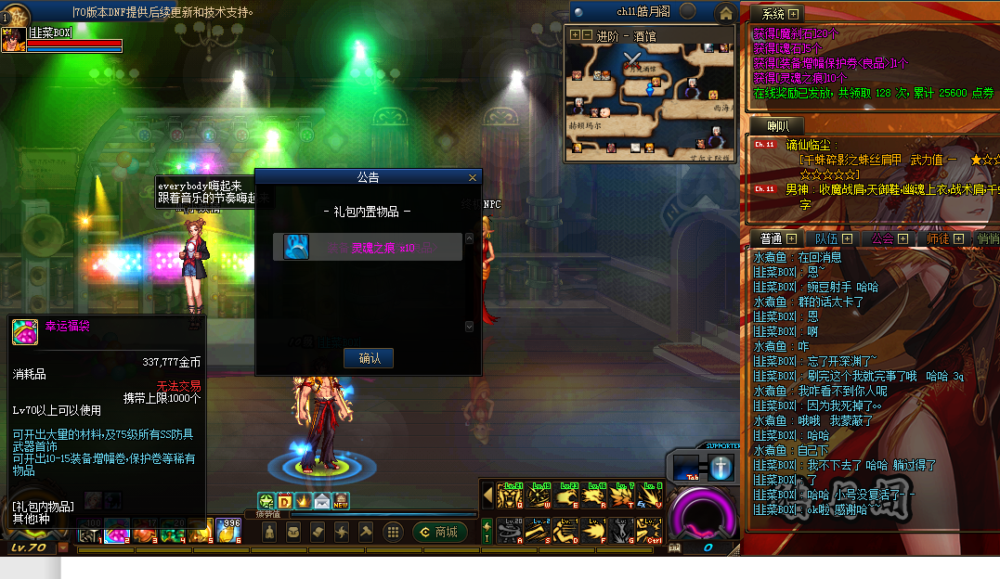 |70版本DNF提供后续更新和技术支持。
1
|韭菜BOX|
ch11.皓月阁
进阶 - 酒馆
月光酒馆
西海岸
赫顿玛尔
everybody嗨起来
跟着音乐的节奏嗨起
公告
- 礼包内置物品 -
灵魂之痕 x10
确认
NPC
幸运福袋
337,777金币
消耗品
无法交易
携带上限1000个
Lv70以上可以使用
可开出大量的材料,及75级所有SS防具
武器首饰
可开出10-15装备增幅卷,保护卷等稀有
物品
[礼包内物品]
其他1种
Lv.70
疲劳值
商城
SUPPORTER
Tab
系统
获得[魔刹石]20个
获得[魂石]5个
获得[装备增幅保护券<良品>]1个
获得[灵魂之痕]10个
在线奖励已发放, 共领取 128 次, 累计 25600 点券
喇叭
Ch.11 谪仙临尘 :
[千蛛碎影之蛛丝肩甲 武力值 — ★☆☆
☆☆☆☆☆]
Ch.11 男神 : 收魔战肩,天御鞋,幽魂上衣,战术肩,千
字
普通 队伍 公会 师徒 悄悄
水煮鱼 : 在回消息
|韭菜BOX| : 恩~
|韭菜BOX| : 豌豆射手 哈哈
水煮鱼 : 群的话太卡了
|韭菜BOX| : 恩
|韭菜BOX| : 啊
水煮鱼 : 咋
|韭菜BOX| : 忘了开深渊了~
|韭菜BOX| : 刷完这个我就完事了哦 哈哈 3q
水煮鱼 : 我咋看不到你人呢
|韭菜BOX| : 因为我死掉了。。
水煮鱼 : 哦哦 我蒙蔽了
|韭菜BOX| : 哈哈
水煮鱼 : 自己下
|韭菜BOX| : 我不下去了 哈哈 躺过得了
|韭菜BOX| : 了
|韭菜BOX| : 哈哈 小号没复活了- -
|韭菜BOX| : ok啦 感谢哈